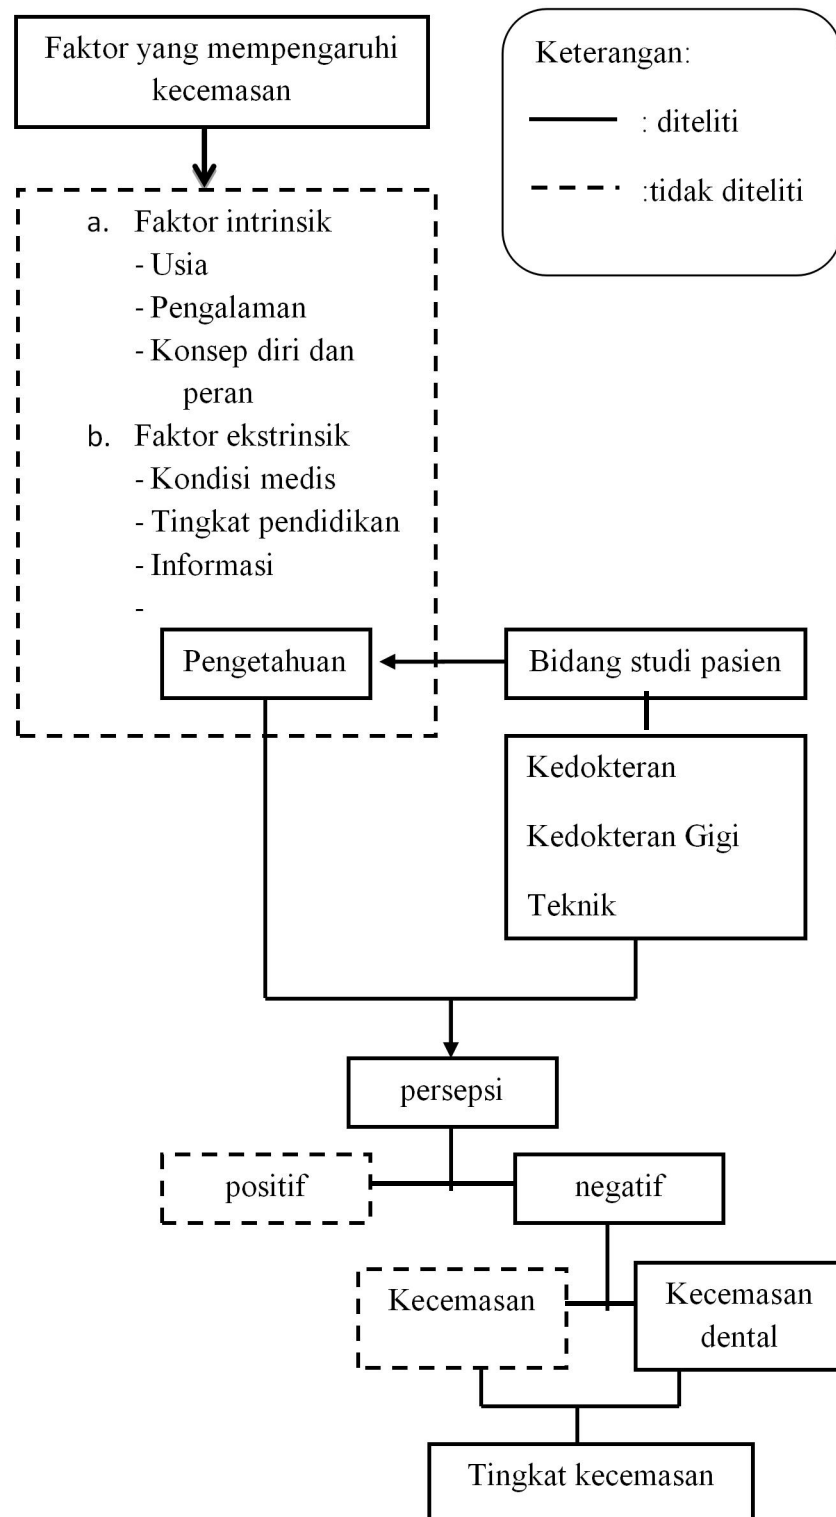 Faktor yang mempengaruhi
kecemasan
Keterangan:
: diteliti
:tidak diteliti
a. Faktor intrinsik
- Usia
- Pengalaman
- Konsep diri dan
peran
b. Faktor ekstrinsik
- Kondisi medis
- Tingkat pendidikan
- Informasi
-
Pengetahuan
Bidang studi pasien
Kedokteran
Kedokteran Gigi
Teknik
persepsi
positif
negatif
Kecemasan
Kecemasan
dental
Tingkat kecemasan